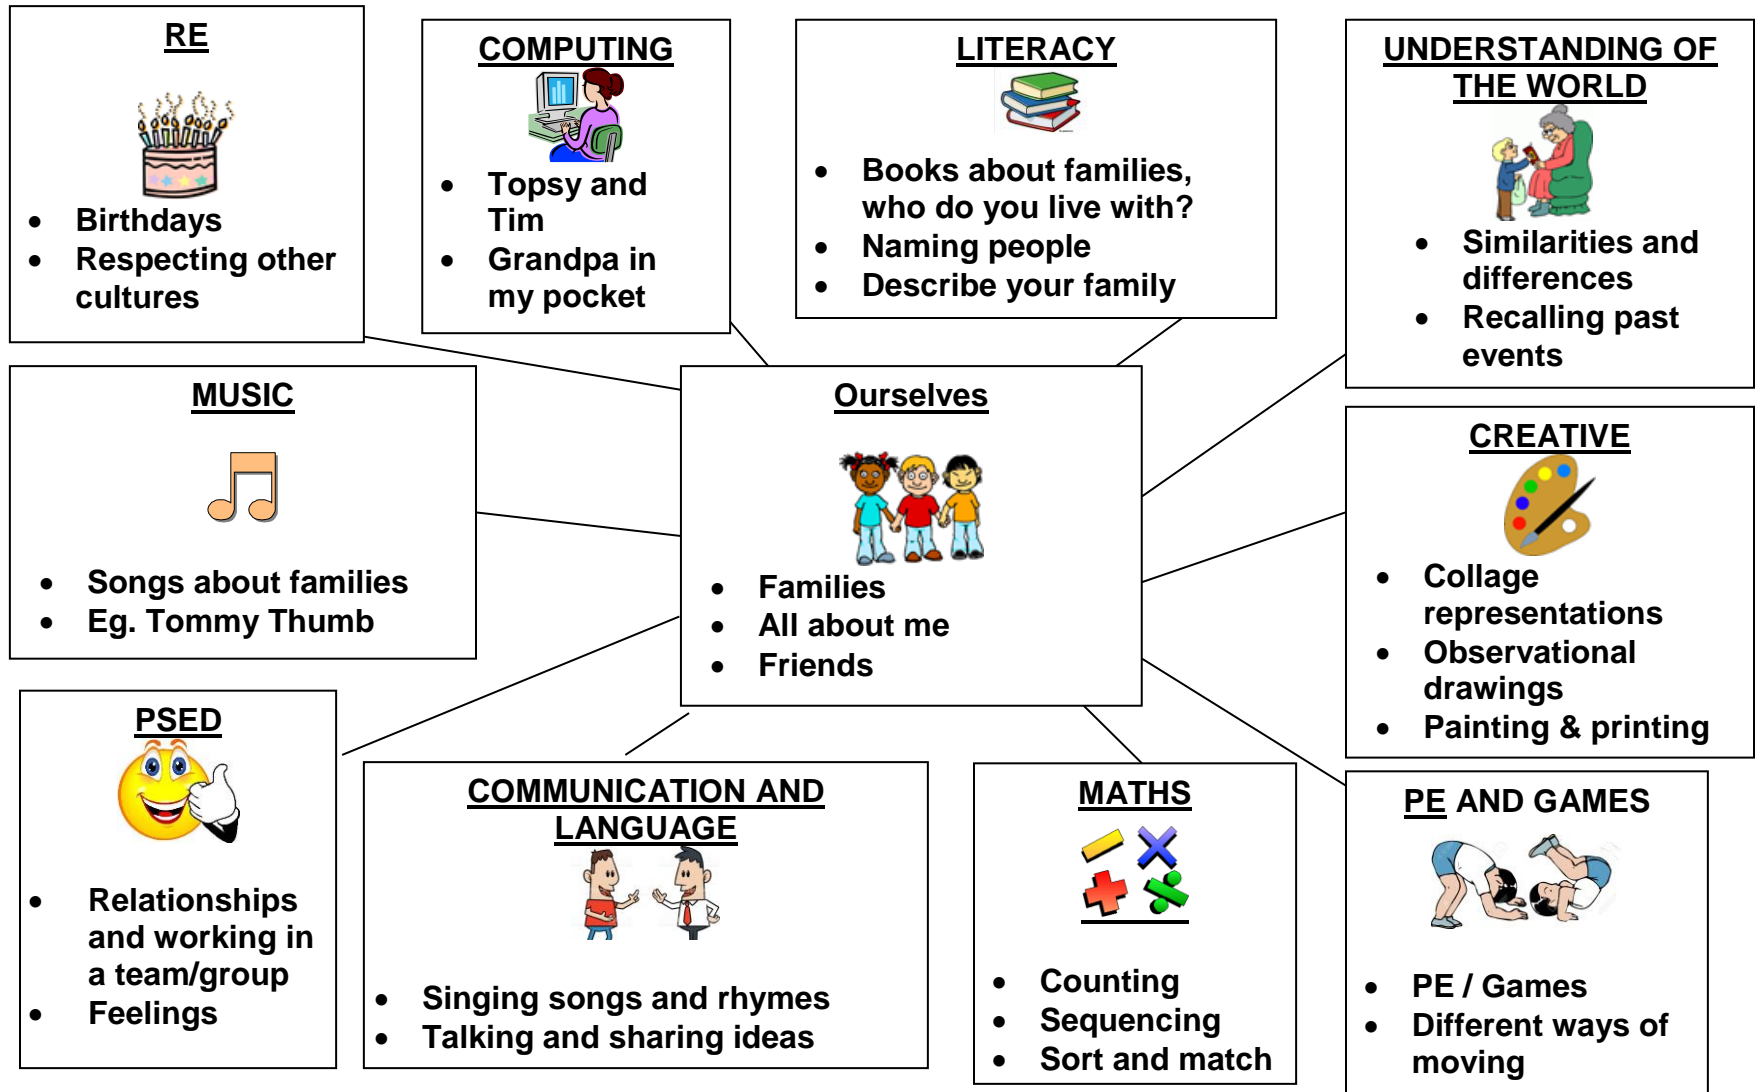 RE
• Birthdays
• Respecting other
cultures
COMPUTING
• Topsy and
Tim
• Grandpa in
my pocket
LITERACY
• Books about families,
who do you live with?
• Naming people
• Describe your family
UNDERSTANDING OF
THE WORLD
• Similarities and
differences
• Recalling past
events
MUSIC
• Songs about families
• Eg. Tommy Thumb
Ourselves
• Families
• All about me
• Friends
CREATIVE
• Collage
representations
• Observational
drawings
• Painting & printing
PSED
• Relationships
and working in
a team/group
• Feelings
COMMUNICATION AND
LANGUAGE
• Singing songs and rhymes
• Talking and sharing ideas
MATHS
• Counting
• Sequencing
• Sort and match
PE AND GAMES
• PE / Games
• Different ways of
moving